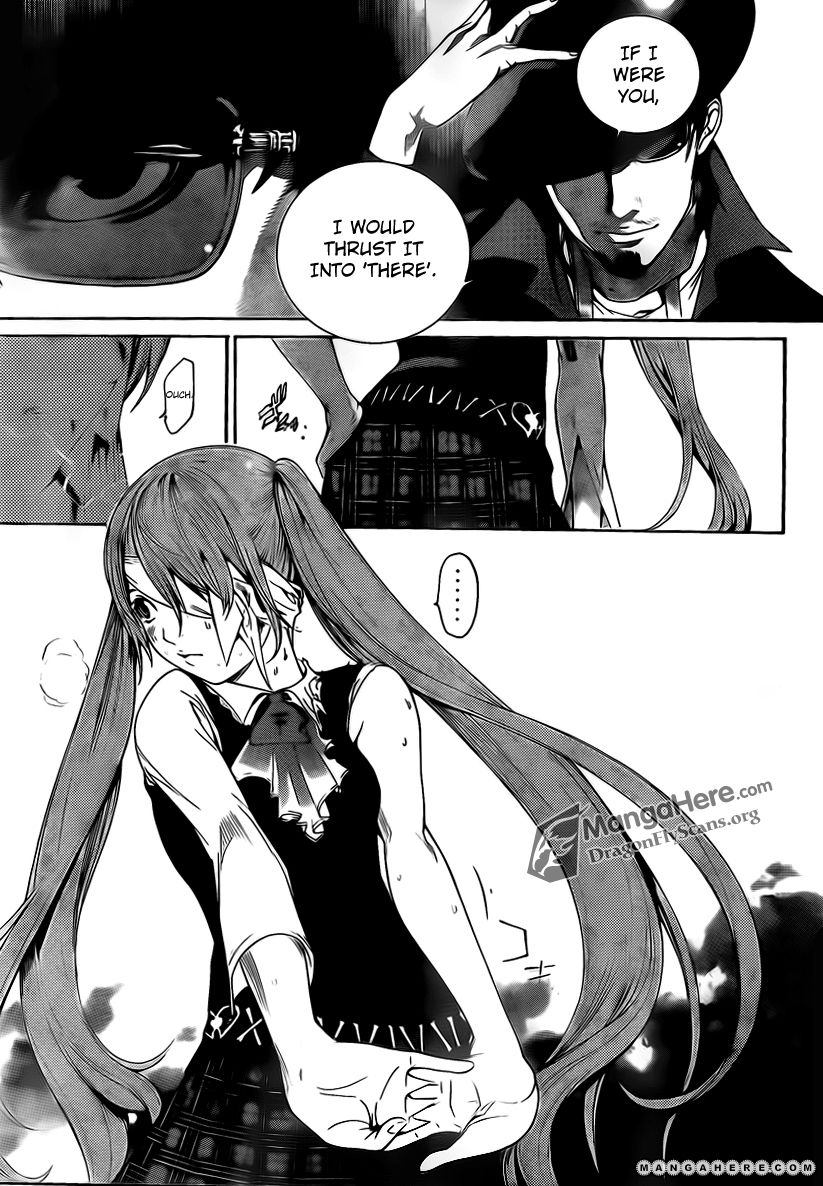 IF I
WERE
YOU,
I WOULD
THRUST IT
INTO 'THERE'.
OUCH.
......
MangaHere.com
DragonFlyScans.org
MANGAHERE.COM